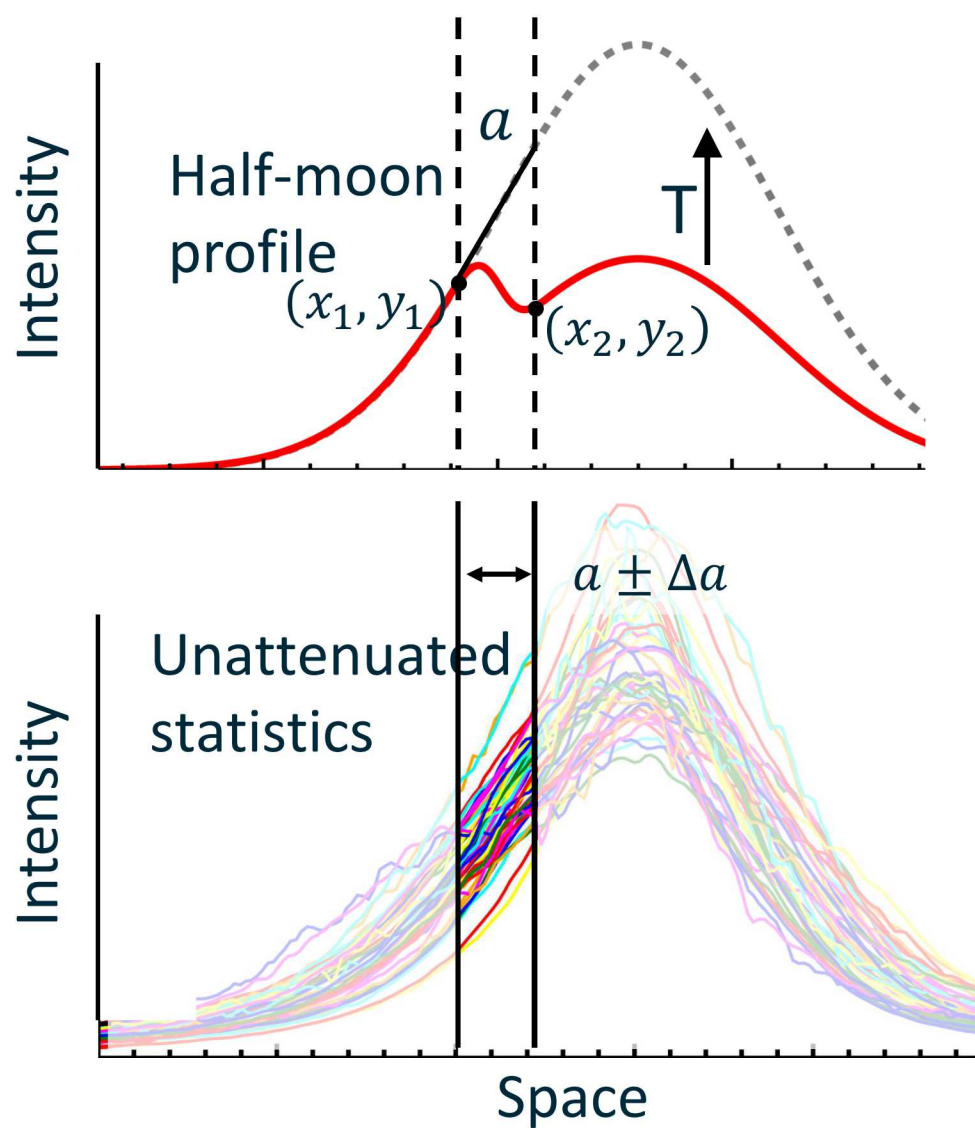 Intensity
a
Half-moon
profile
T
(x₁, y₁)
(x₂, y₂)
Intensity
a ± Δa
Unattenuated
statistics
Space